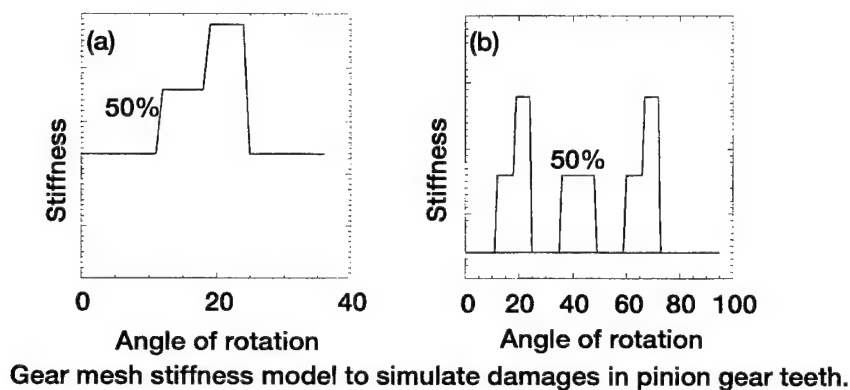 (a)
50%
Stiffness
0 20 40
Angle of rotation
(b)
50%
Stiffness
0 20 40 60 80 100
Angle of rotation
Gear mesh stiffness model to simulate damages in pinion gear teeth.